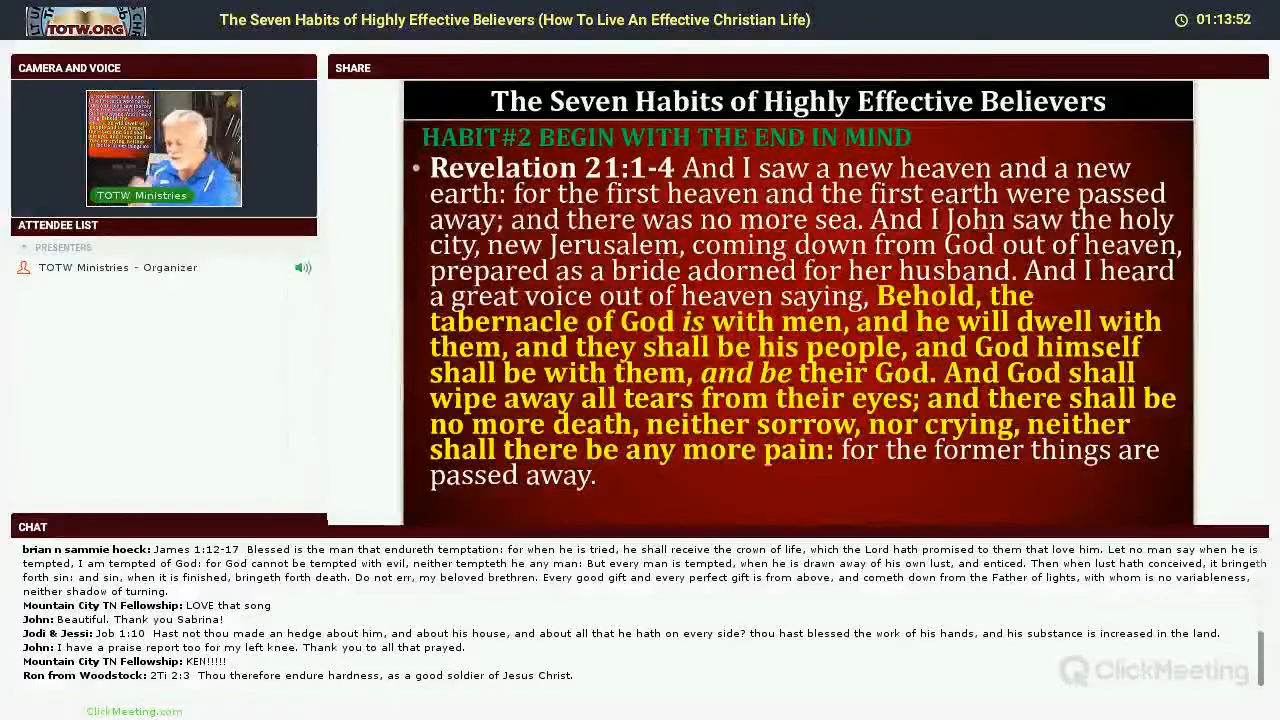 TOTW.ORG
The Seven Habits of Highly Effective Believers (How To Live An Effective Christian Life)
01:13:52
CAMERA AND VOICE
TOTW Ministries
ATTENDEE LIST
PRESENTERS
TOTW Ministries - Organizer
SHARE
The Seven Habits of Highly Effective Believers
HABIT#2 BEGIN WITH THE END IN MIND
• Revelation 21:1-4 And I saw a new heaven and a new
earth: for the first heaven and the first earth were passed
away; and there was no more sea. And I John saw the holy
city, new Jerusalem, coming down from God out of heaven,
prepared as a bride adorned for her husband. And I heard
a great voice out of heaven saying, Behold, the
tabernacle of God is with men, and he will dwell with
them, and they shall be his people, and God himself
shall be with them, and be their God. And God shall
wipe away all tears from their eyes; and there shall be
no more death, neither sorrow, nor crying, neither
shall there be any more pain: for the former things are
passed away.
CHAT
brian n sammie hoeck: James 1:12-17 Blessed is the man that endureth temptation: for when he is tried, he shall receive the crown of life, which the Lord hath promised to them that love him. Let no man say when he is
tempted, I am tempted of God: for God cannot be tempted with evil, neither tempteth he any man: But every man is tempted, when he is drawn away of his own lust, and enticed. Then when lust hath conceived, it bringeth
forth sin: and sin, when it is finished, bringeth forth death. Do not err, my beloved brethren. Every good gift and every perfect gift is from above, and cometh down from the Father of lights, with whom is no variableness,
neither shadow of turning.
Mountain City TN Fellowship: LOVE that song
John: Beautiful. Thank you Sabrina!
Jodi & Jessi: Job 1:10 Hast not thou made an hedge about him, and about his house, and about all that he hath on every side? thou hast blessed the work of his hands, and his substance is increased in the land.
John: I have a praise report too for my left knee. Thank you to all that prayed.
Mountain City TN Fellowship: KEN!!!!!
Ron from Woodstock: 2Ti 2:3 Thou therefore endure hardness, as a good soldier of Jesus Christ.
ClickMeeting
ClickMeeting.com